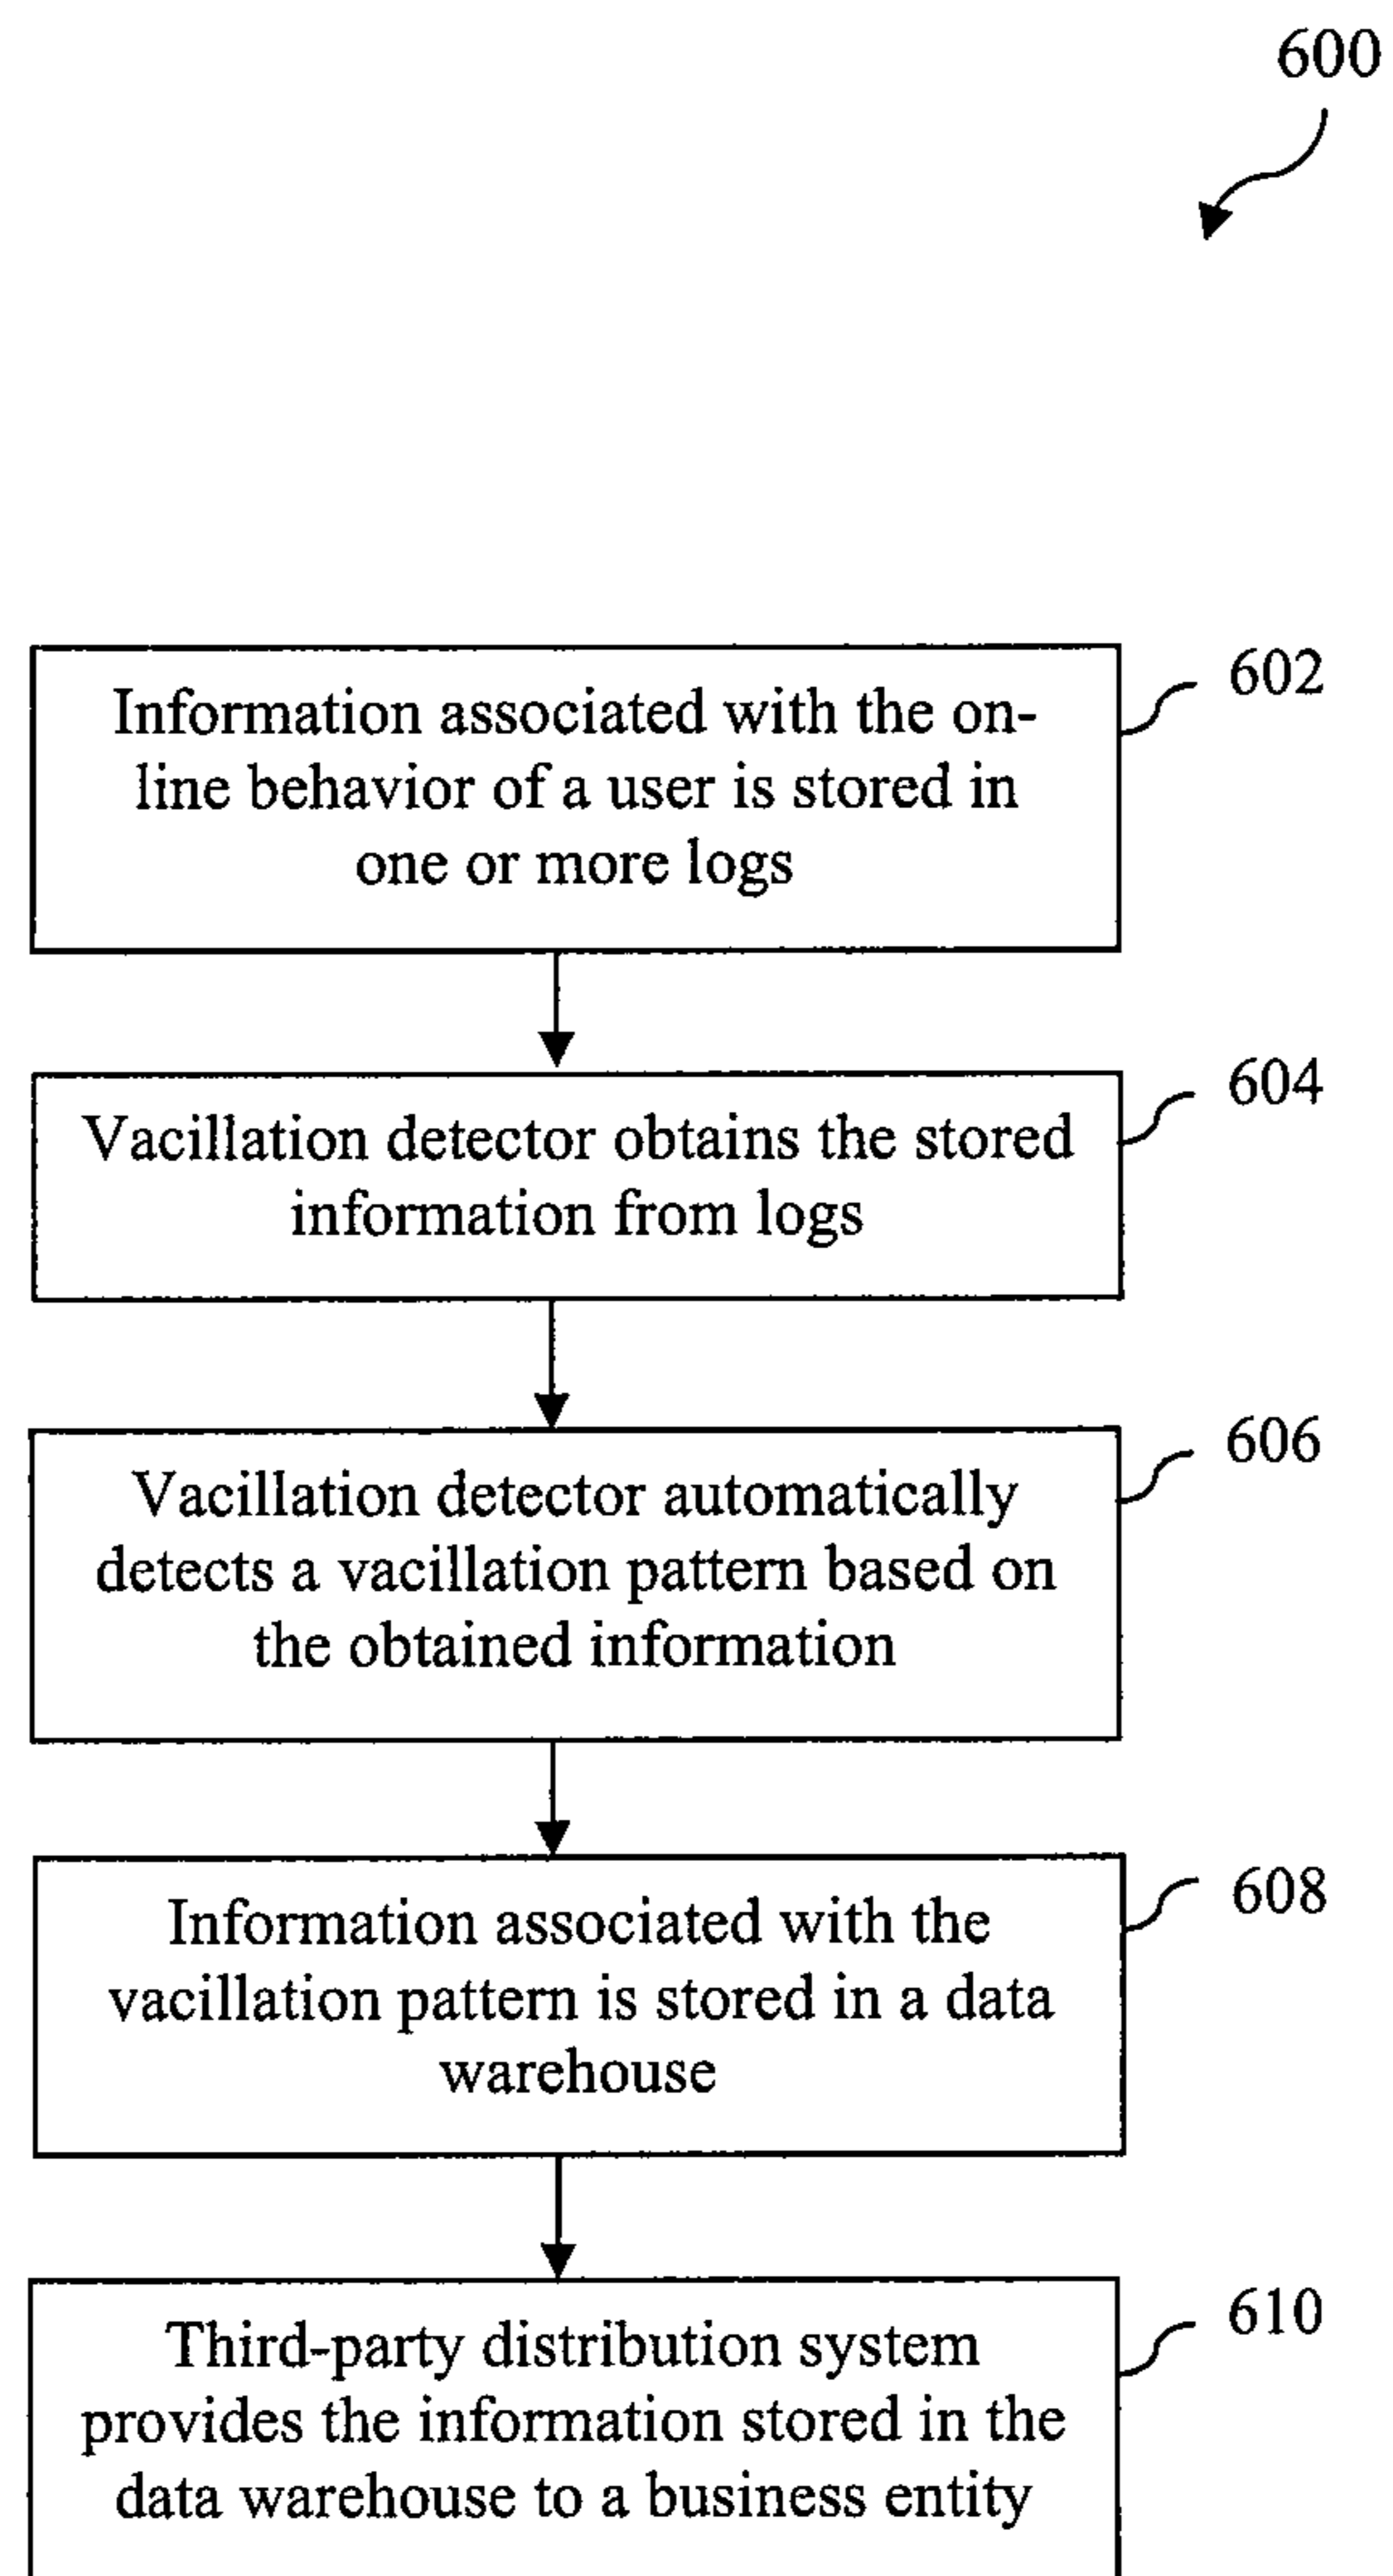 600
602
Information associated with the on-
line behavior of a user is stored in
one or more logs
604
Vacillation detector obtains the stored
information from logs
606
Vacillation detector automatically
detects a vacillation pattern based on
the obtained information
608
Information associated with the
vacillation pattern is stored in a data
warehouse
610
Third-party distribution system
provides the information stored in the
data warehouse to a business entity